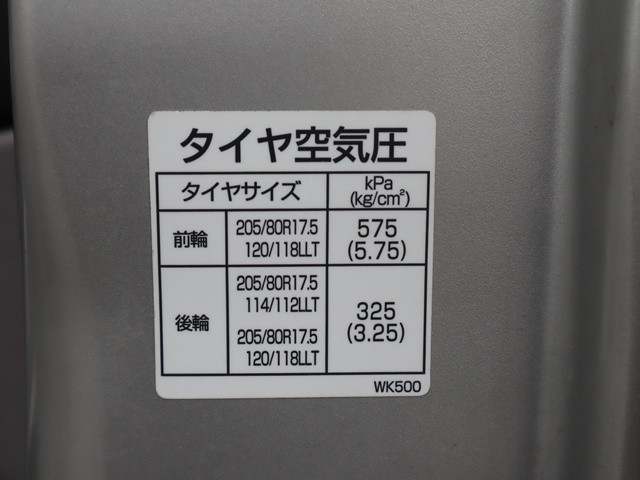 タイヤ空気圧
タイヤサイズ kPa
(kg/cm²)
前輪 205/80R17.5
120/118LLT 575
(5.75)
後輪 205/80R17.5
114/112LLT
205/80R17.5
120/118LLT 325
(3.25)
WK500